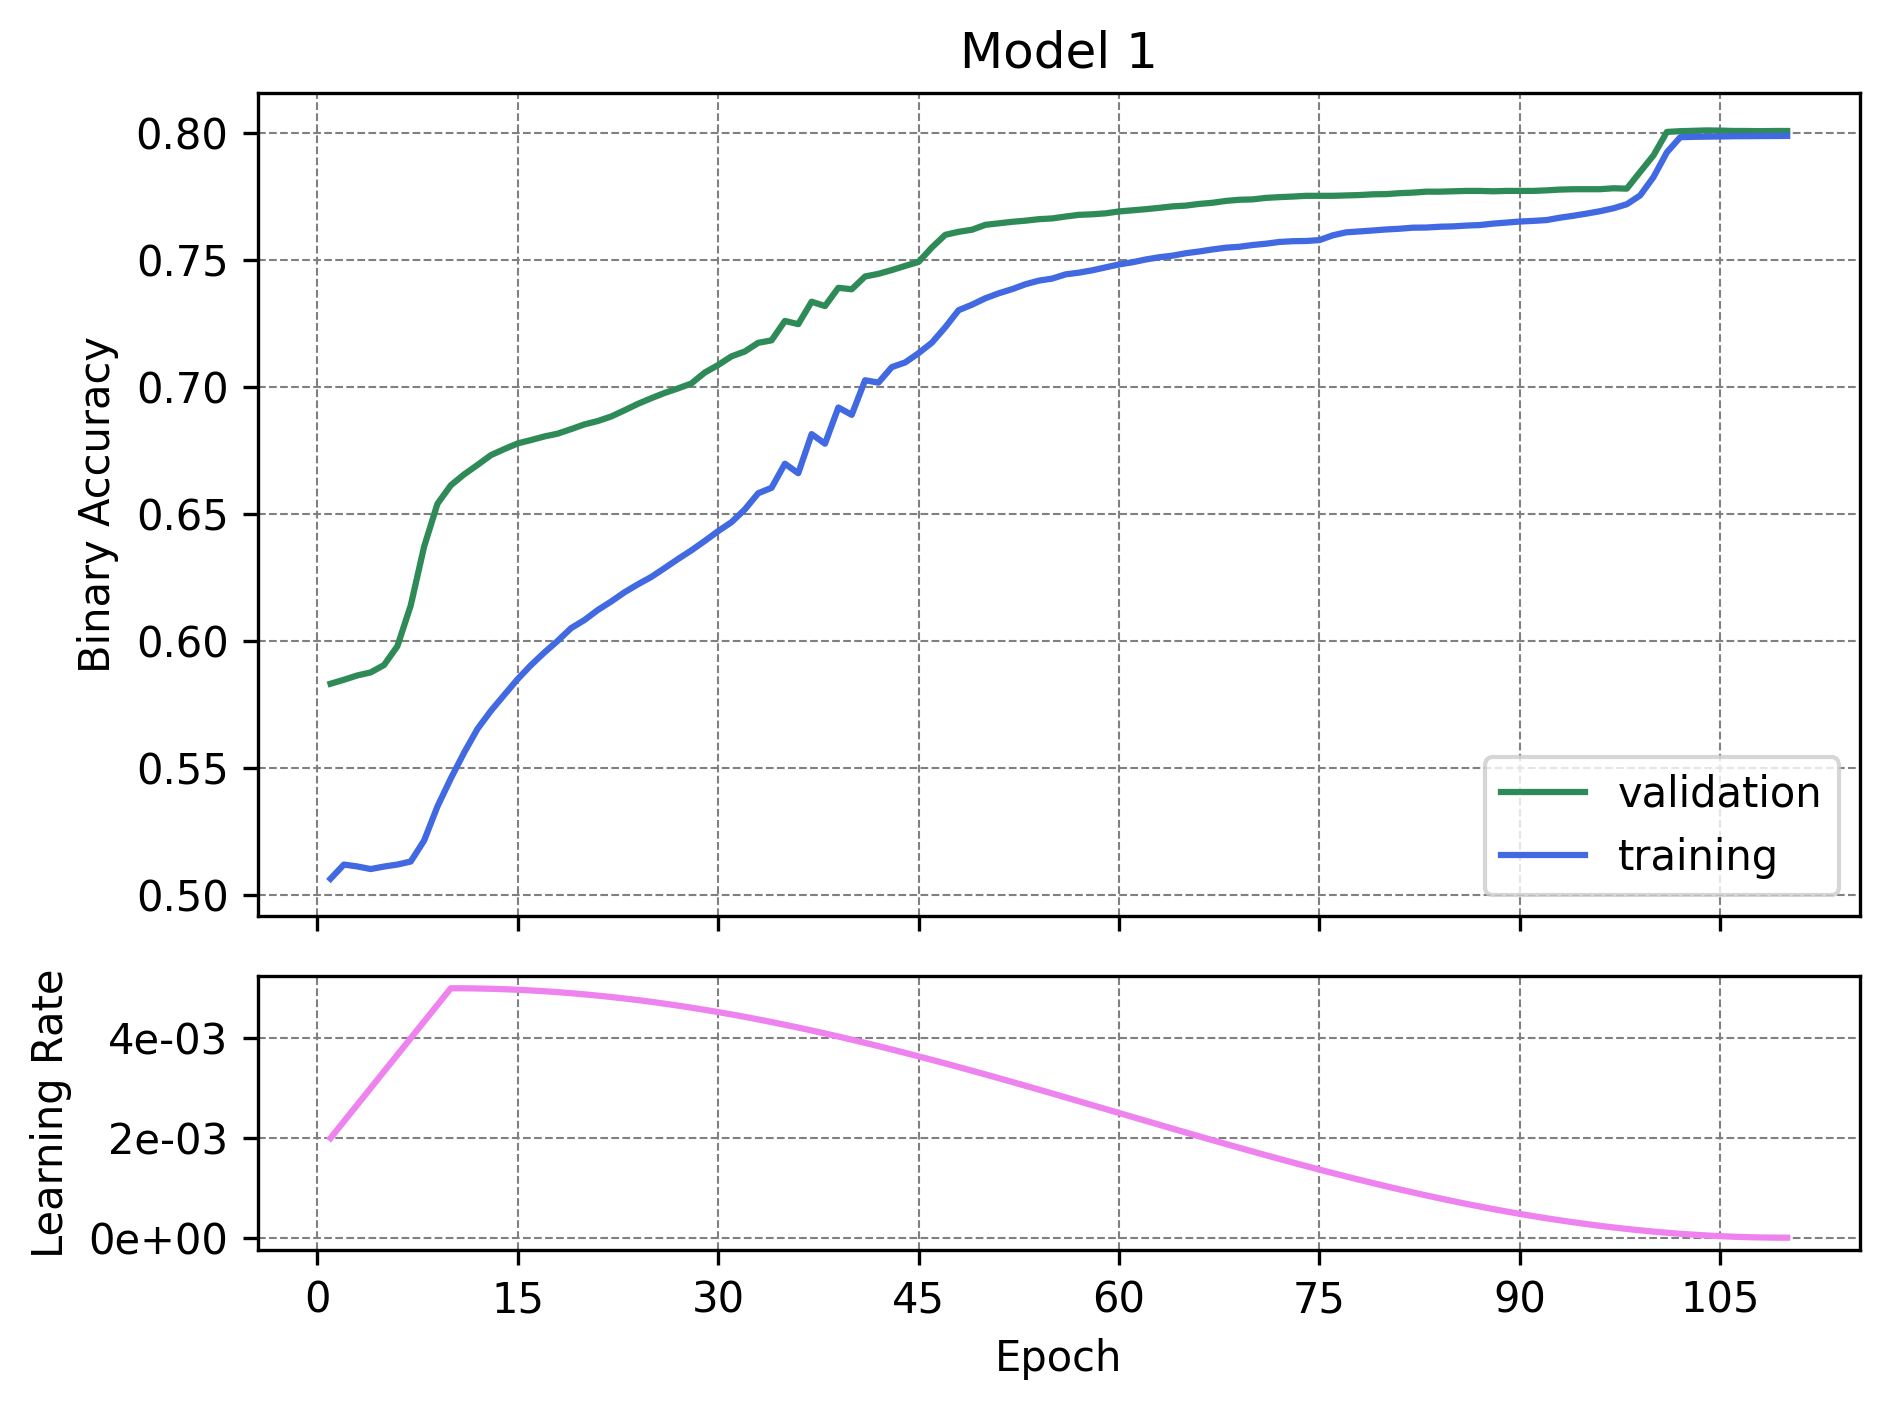 Model 1
Binary Accuracy
0.80
0.75
0.70
0.65
0.60
0.55
0.50
validation
training
Learning Rate
4e-03
2e-03
0e+00
0 15 30 45 60 75 90 105
Epoch